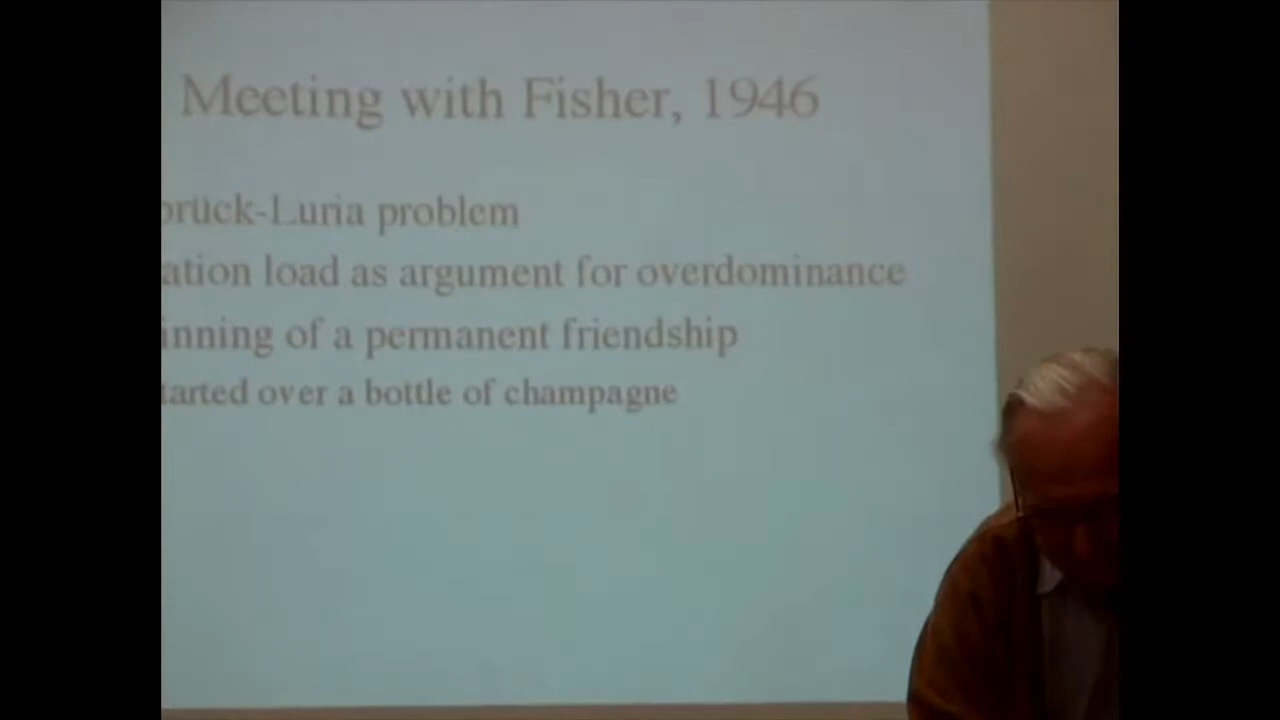 Meeting with Fisher, 1946
brück-Luria problem
ation load as argument for overdominance
inning of a permanent friendship
tarted over a bottle of champagne